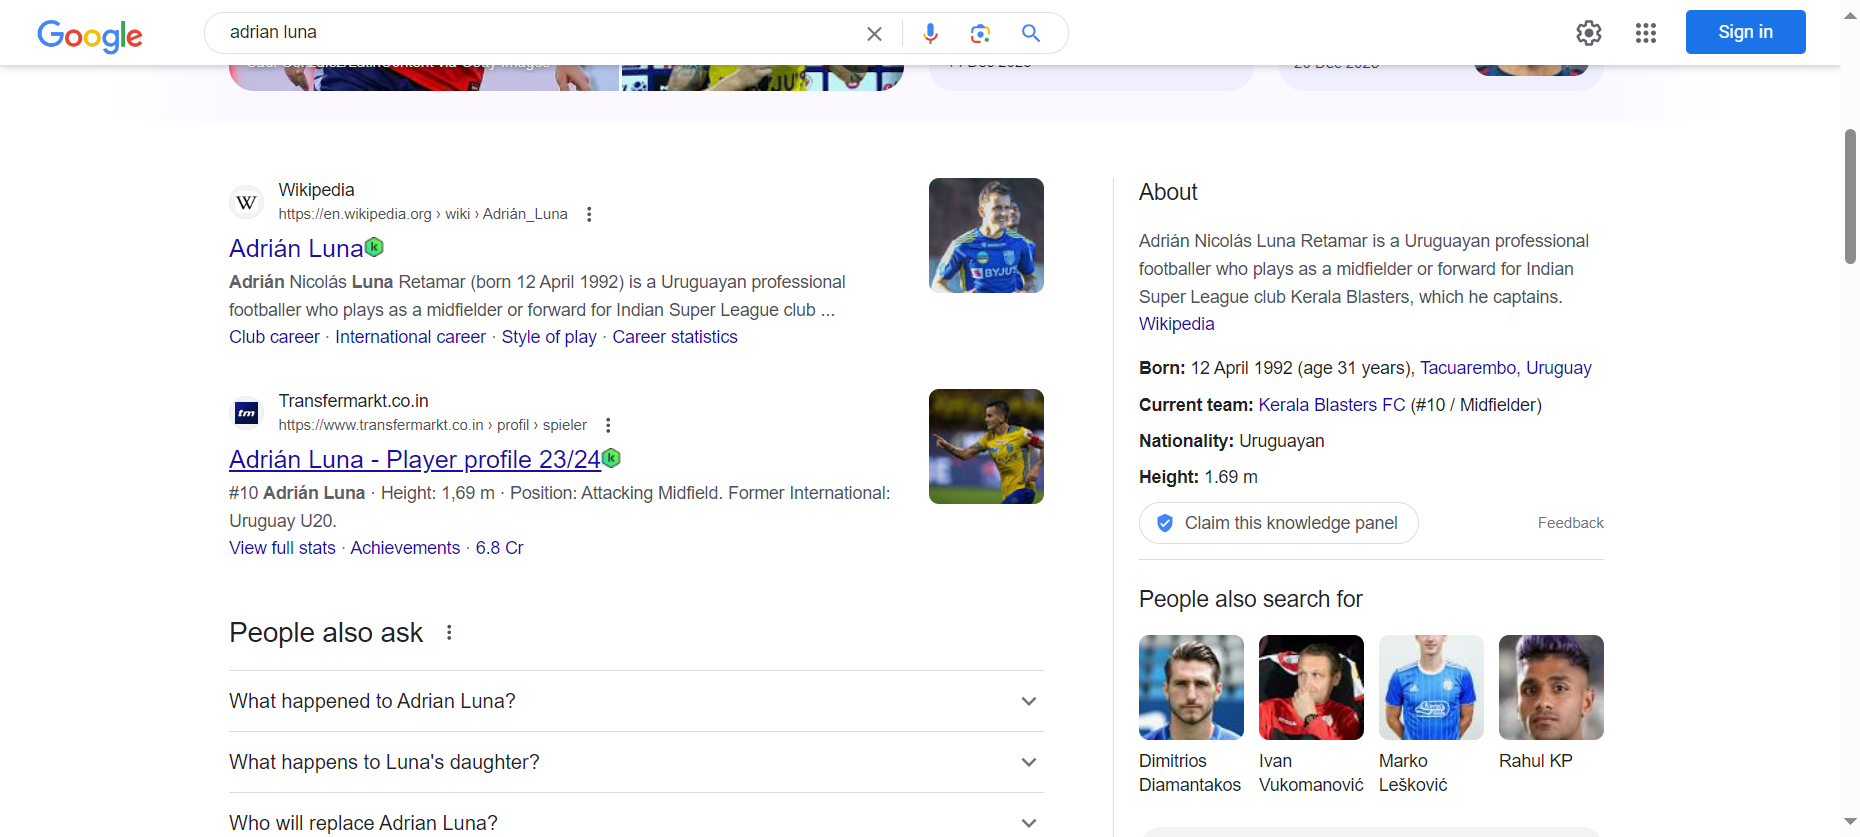 Google
adrian luna
Sign in
Wikipedia
https://en.wikipedia.org › wiki › Adrián_Luna
Adrián Luna
Adrián Nicolás Luna Retamar (born 12 April 1992) is a Uruguayan professional
footballer who plays as a midfielder or forward for Indian Super League club ...
Club career · International career · Style of play · Career statistics
BYJU'S
Transfermarkt.co.in
https://www.transfermarkt.co.in › profil › spieler
tm
Adrián Luna - Player profile 23/24
#10 Adrián Luna · Height: 1,69 m · Position: Attacking Midfield. Former International:
Uruguay U20.
View full stats · Achievements · 6.8 Cr
People also ask
What happened to Adrian Luna?
What happens to Luna's daughter?
Who will replace Adrian Luna?
About
Adrián Nicolás Luna Retamar is a Uruguayan professional
footballer who plays as a midfielder or forward for Indian
Super League club Kerala Blasters, which he captains.
Wikipedia
Born: 12 April 1992 (age 31 years), Tacuarembo, Uruguay
Current team: Kerala Blasters FC (#10 / Midfielder)
Nationality: Uruguayan
Height: 1.69 m
Claim this knowledge panel
Feedback
People also search for
Dimitrios
Diamantakos
Ivan
Vukomanović
Marko
Lešković
Rahul KP